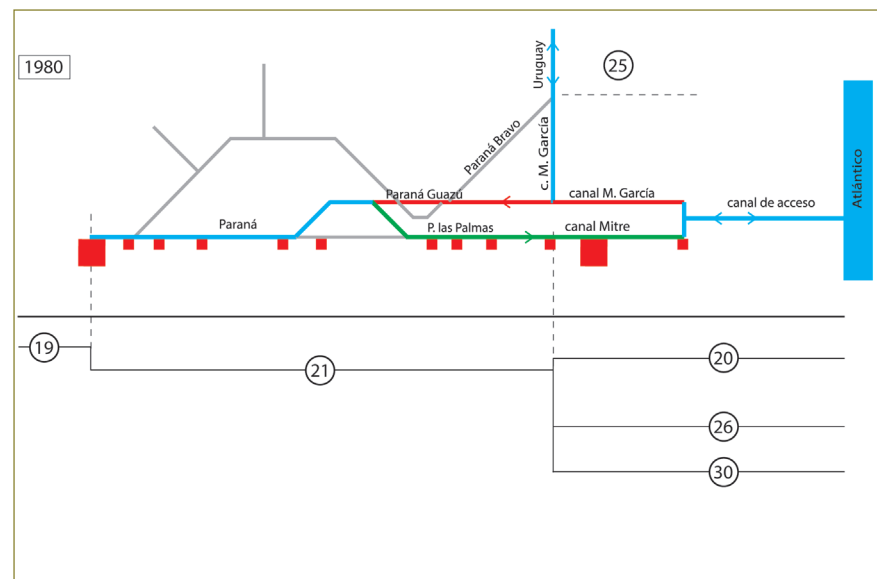 1980
Uruguay
25
Paraná Bravo
c. M. García
Atlántico
Paraná Guazú
canal M. García
canal de acceso
Paraná
P. las Palmas
canal Mitre
19
21
20
26
30